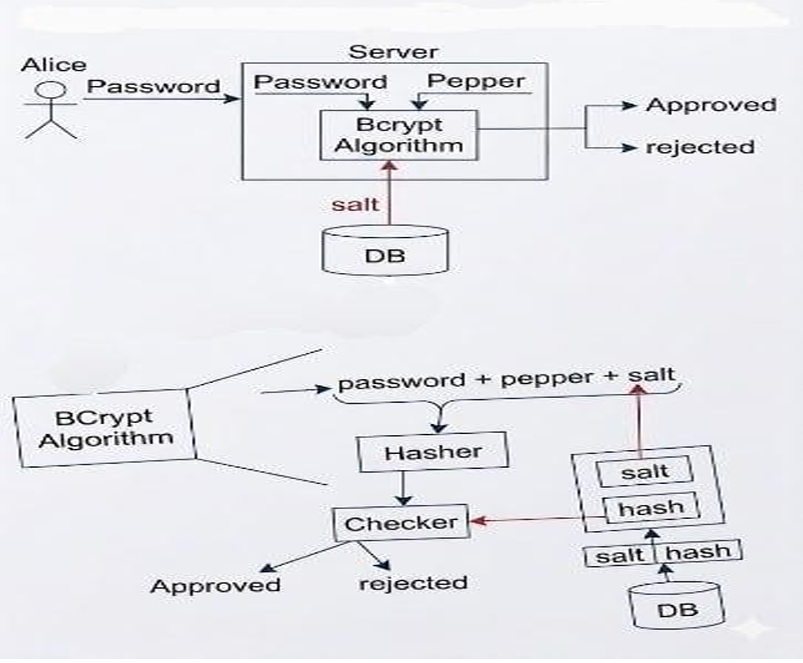 Server
Alice
Password
Password
Pepper
Bcrypt
Algorithm
Approved
rejected
salt
DB
password + pepper + salt
BCrypt
Algorithm
Hasher
salt
hash
Checker
salt hash
Approved
rejected
DB